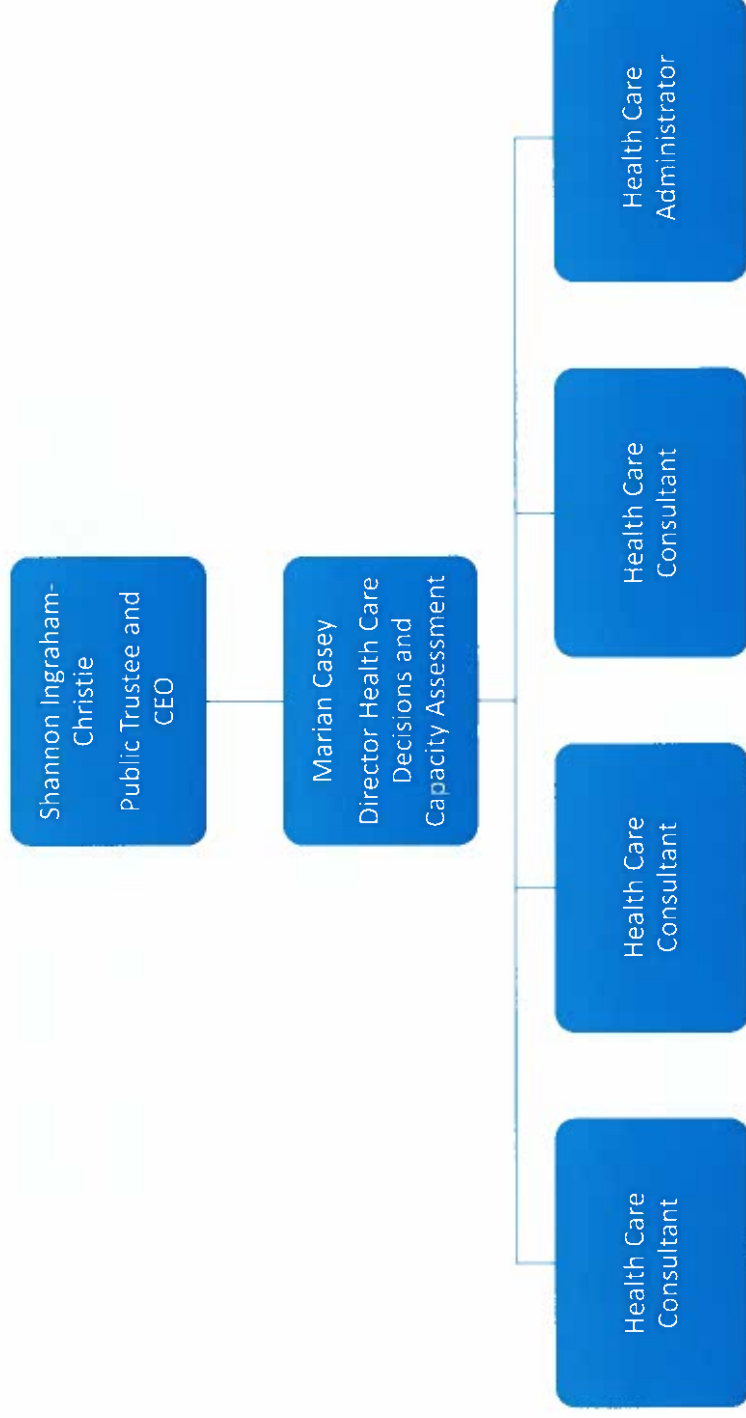 Shannon Ingraham-
Christie
Public Trustee and
CEO
Marian Casey
Director Health Care
Decisions and
Capacity Assessment
Health Care
Consultant
Health Care
Consultant
Health Care
Consultant
Health Care
Administrator